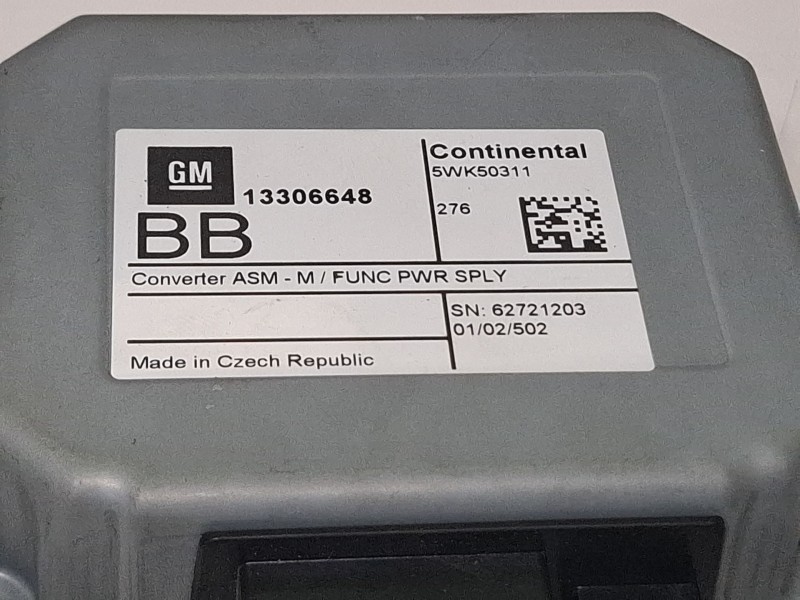 GM
13306648
BB
Continental
5WK50311
276
Converter ASM - M / FUNC PWR SPLY
SN: 62721203
01/02/502
Made in Czech Republic